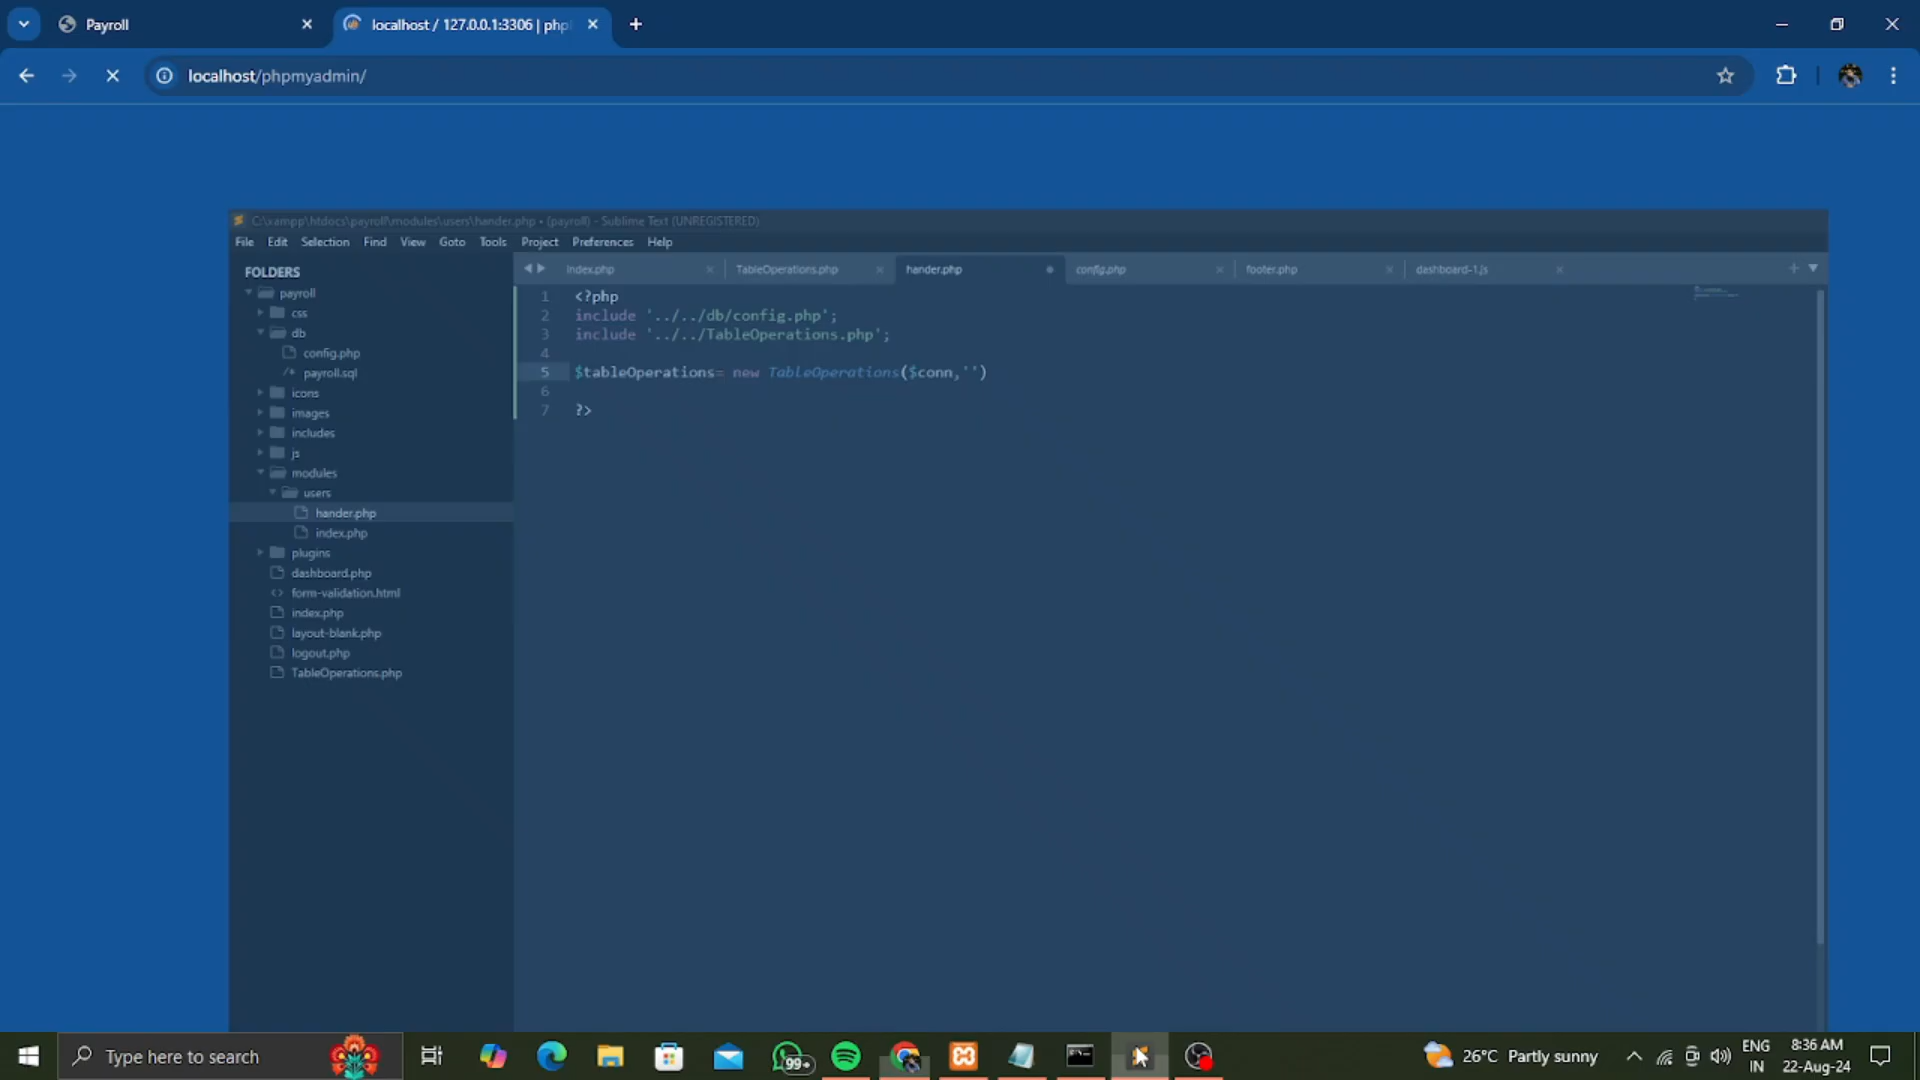 Payroll
localhost / 127.0.0.1:3306 | php
localhost/phpmyadmin/
C:\xampp\htdocs\payroll\modules\users\hander.php • (payroll) - Sublime Text (UNREGISTERED)
File Edit Selection Find View Goto Tools Project Preferences Help
FOLDERS
payroll
css
db
config.php
payroll.sql
icons
images
includes
js
modules
users
hander.php
index.php
plugins
dashboard.php
form-validation.html
index.php
layout-blank.php
logout.php
TableOperations.php
index.php TableOperations.php hander.php config.php footer.php dashboard-1.js
1 <?php
2 include '../../db/config.php';
3 include '../../TableOperations.php';
4
5 $tableOperations= new TableOperations($conn,'')
6
7 ?>
Type here to search
99+
26°C Partly sunny
ENG
IN
8:36 AM
22-Aug-24